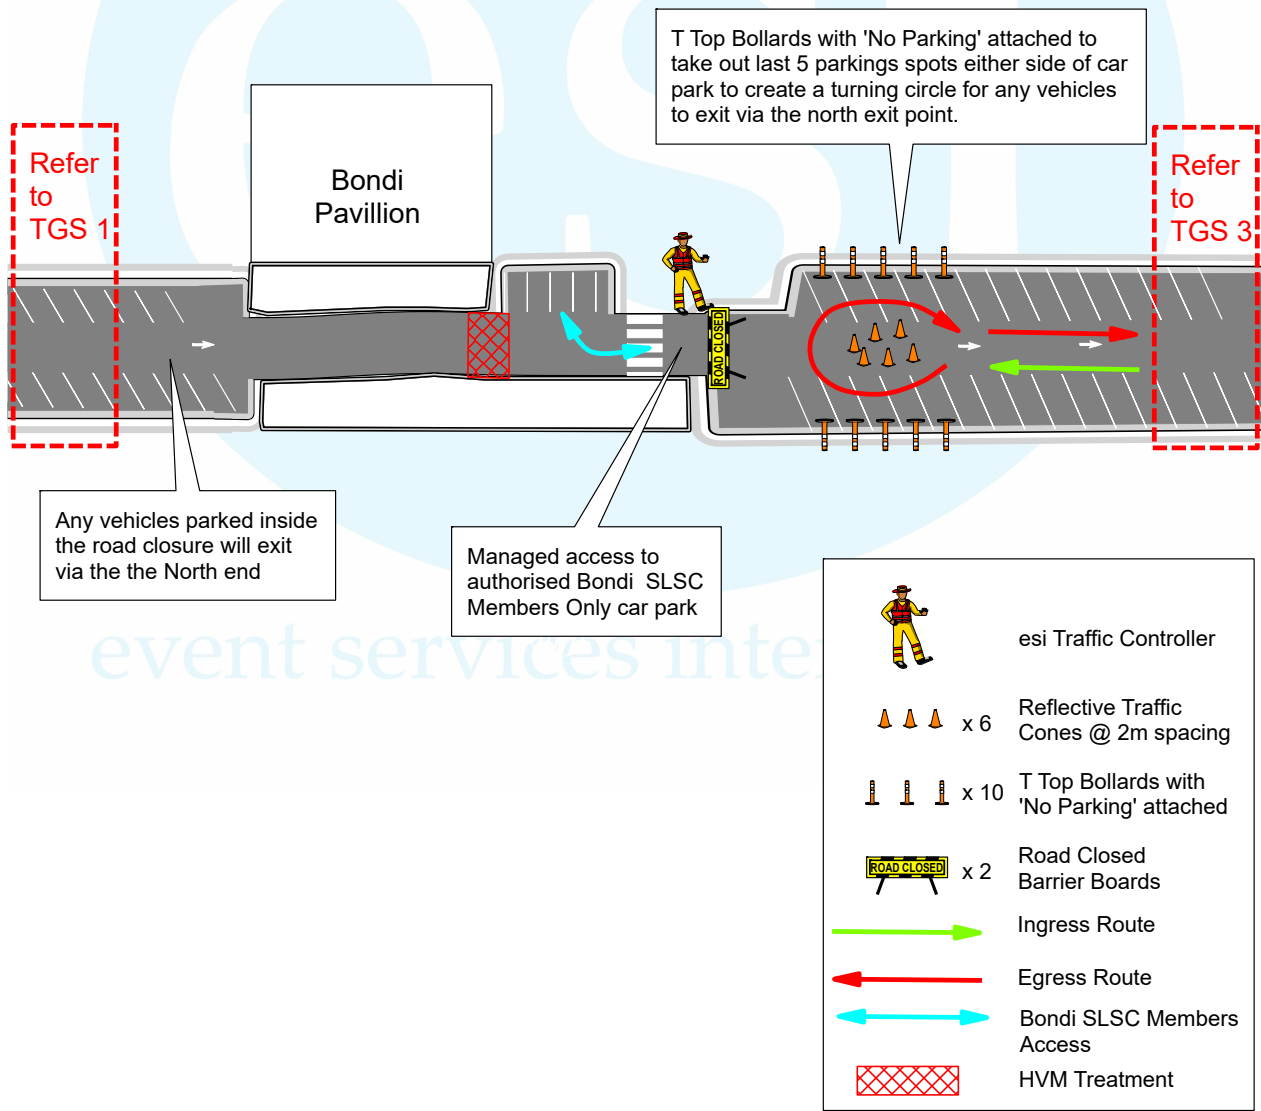 T Top Bollards with 'No Parking' attached to
take out last 5 parkings spots either side of car
park to create a turning circle for any vehicles
to exit via the north exit point.
Refer
to
TGS 1
Bondi
Pavillion
Refer
to
TGS 3
ROAD CLOSED
Any vehicles parked inside
the road closure will exit
via the the North end
Managed access to
authorised Bondi SLSC
Members Only car park
event services inter
esi Traffic Controller
x 6
Reflective Traffic
Cones @ 2m spacing
x 10
T Top Bollards with
'No Parking' attached
ROAD CLOSED
x 2
Road Closed
Barrier Boards
Ingress Route
Egress Route
Bondi SLSC Members
Access
HVM Treatment